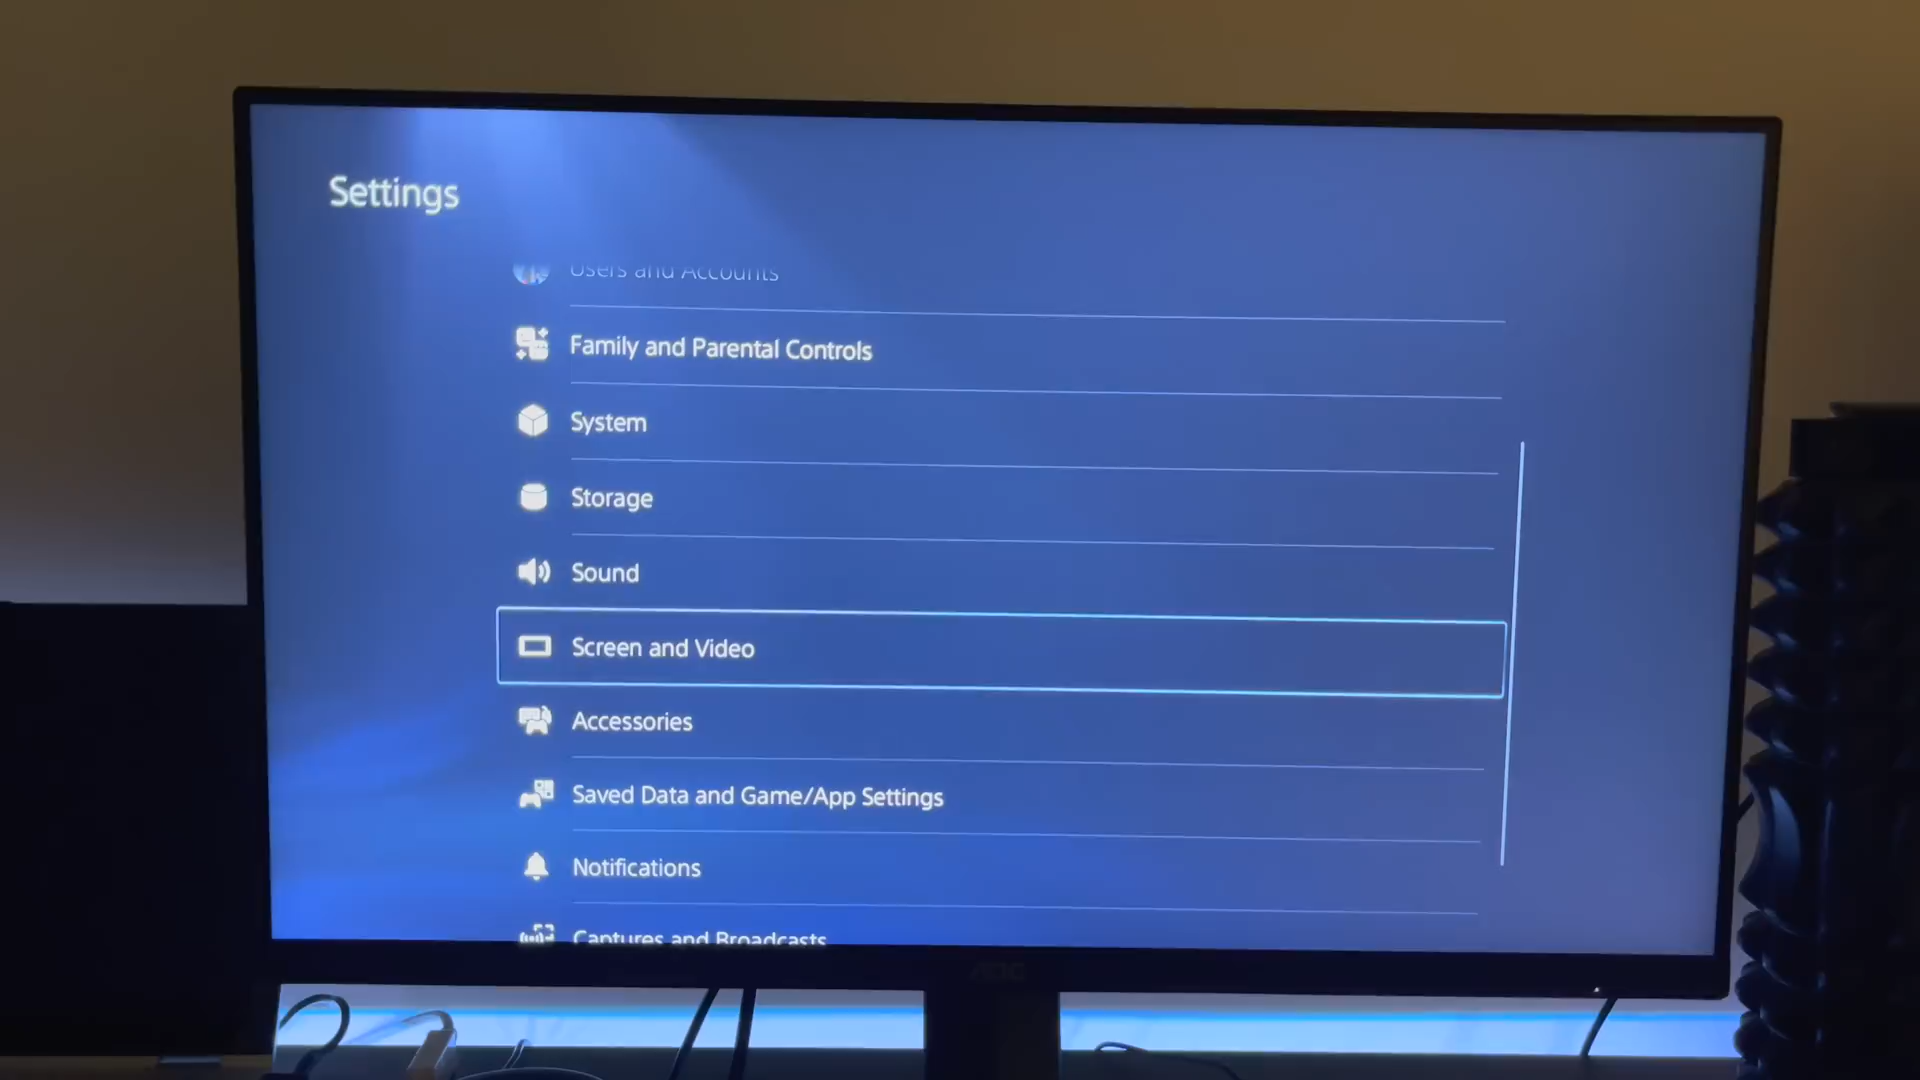 Settings
Users and Accounts
Family and Parental Controls
System
Storage
Sound
Screen and Video
Accessories
Saved Data and Game/App Settings
Notifications
Captures and Broadcasts
AOC